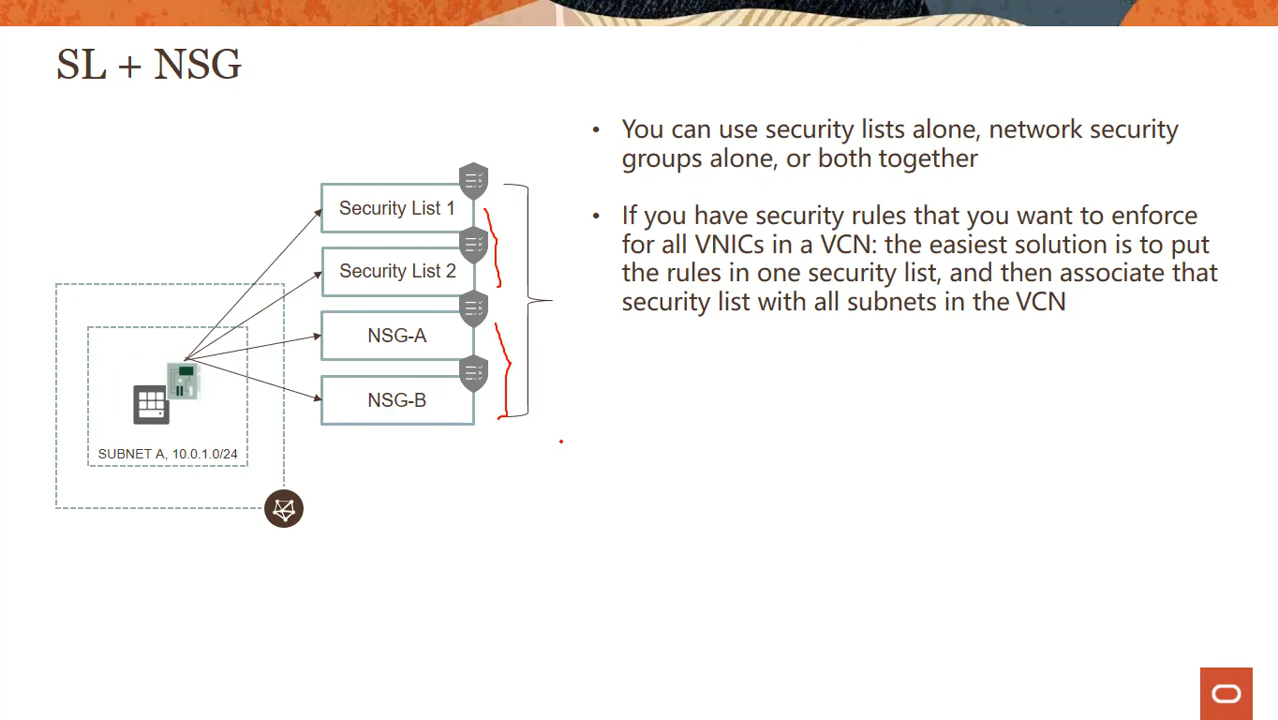 SL + NSG
Security List 1
Security List 2
NSG-A
NSG-B
SUBNET A, 10.0.1.0/24
• You can use security lists alone, network security
groups alone, or both together
• If you have security rules that you want to enforce
for all VNICs in a VCN: the easiest solution is to put
the rules in one security list, and then associate that
security list with all subnets in the VCN